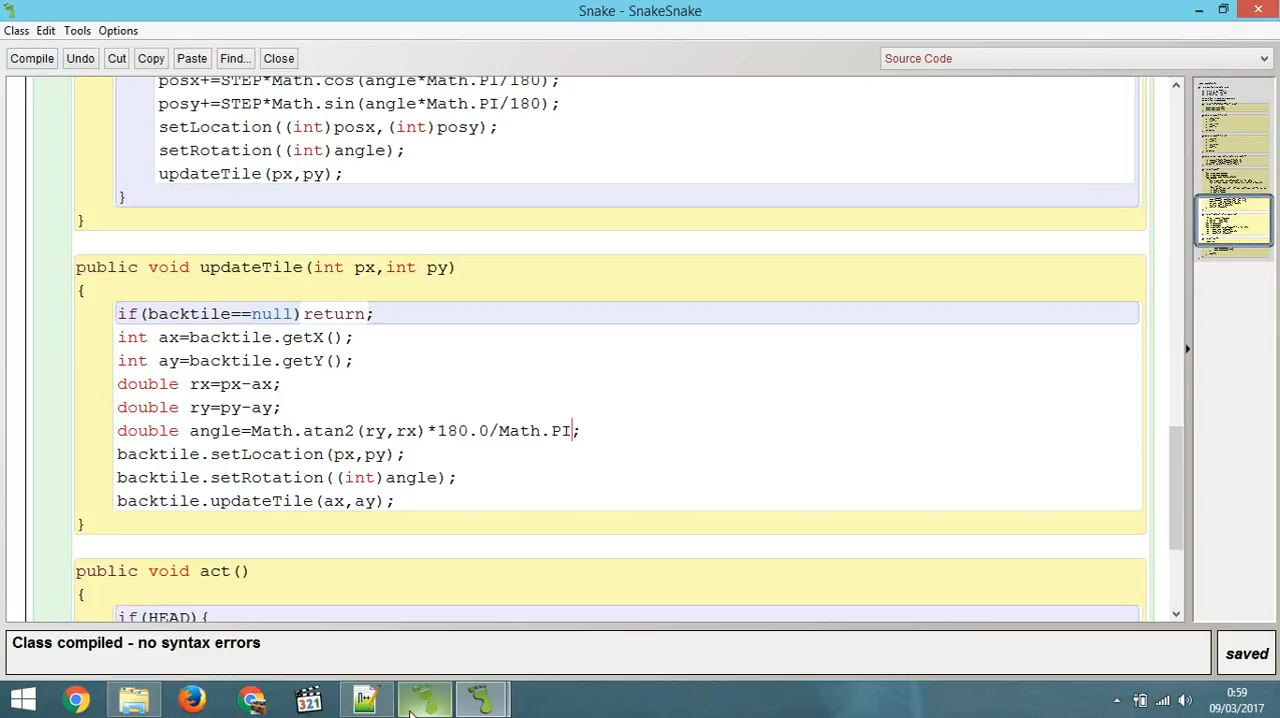 Snake - SnakeSnake
Class Edit Tools Options
Compile Undo Cut Copy Paste Find... Close Source Code
posx+=STEP*Math.cos(angle*Math.PI/180);
posy+=STEP*Math.sin(angle*Math.PI/180);
setLocation((int)posx,(int)posy);
setRotation((int)angle);
updateTile(px,py);
}
}
public void updateTile(int px,int py)
{
if(backtile==null)return;
int ax=backtile.getX();
int ay=backtile.getY();
double rx=px-ax;
double ry=py-ay;
double angle=Math.atan2(ry,rx)*180.0/Math.PI;
backtile.setLocation(px,py);
backtile.setRotation((int)angle);
backtile.updateTile(ax,ay);
}
public void act()
{
if(HEAD){
Class compiled - no syntax errors
saved
321
0:59
09/03/2017